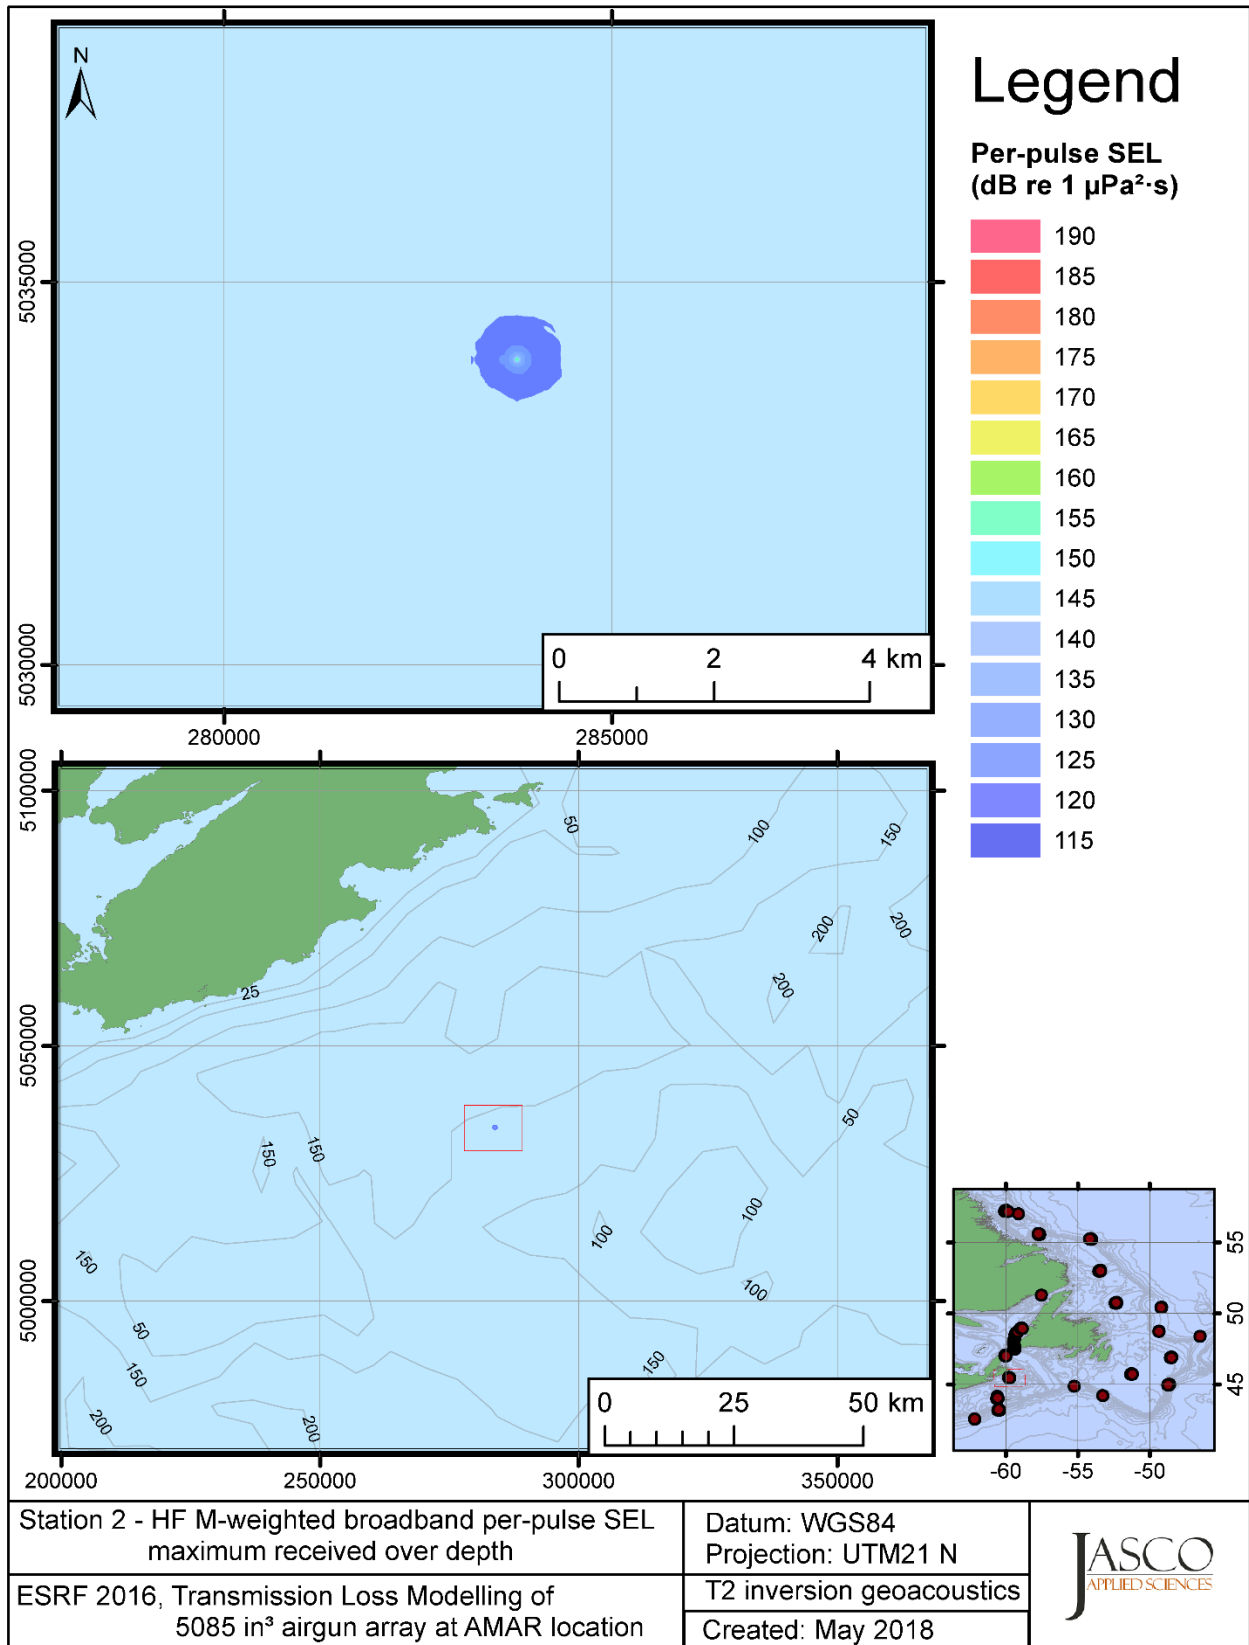 N
5035000
5030000
0 2 4 km
280000 285000
Legend
Per-pulse SEL
(dB re 1 µPa²·s)
190
185
180
175
170
165
160
155
150
145
140
135
130
125
120
115
5100000
5050000
5000000
50
100
150
200
200
200
25
50
150
150
100
100
150
100
50
150
150
200
200
0 25 50 km
200000 250000 300000 350000
55
50
45
-60 -55 -50
Station 2 - HF M-weighted broadband per-pulse SEL
maximum received over depth
ESRF 2016, Transmission Loss Modelling of
5085 in³ airgun array at AMAR location
Datum: WGS84
Projection: UTM21 N
T2 inversion geoacoustics
Created: May 2018
JASCO
APPLIED SCIENCES